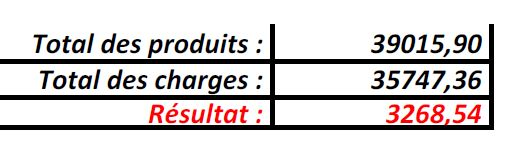 Total des produits : 39015,90
Total des charges : 35747,36
Résultat : 3268,54